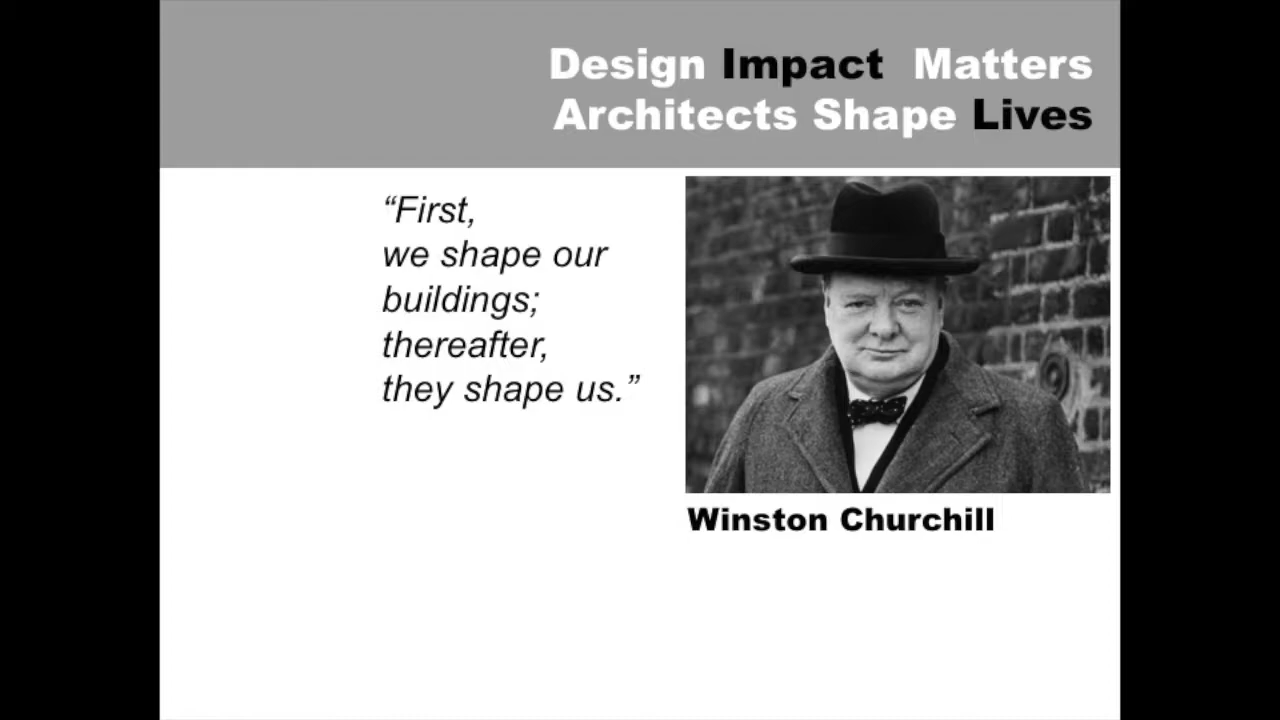 Design Impact Matters
Architects Shape Lives
“First,
we shape our
buildings;
thereafter,
they shape us.”
Winston Churchill